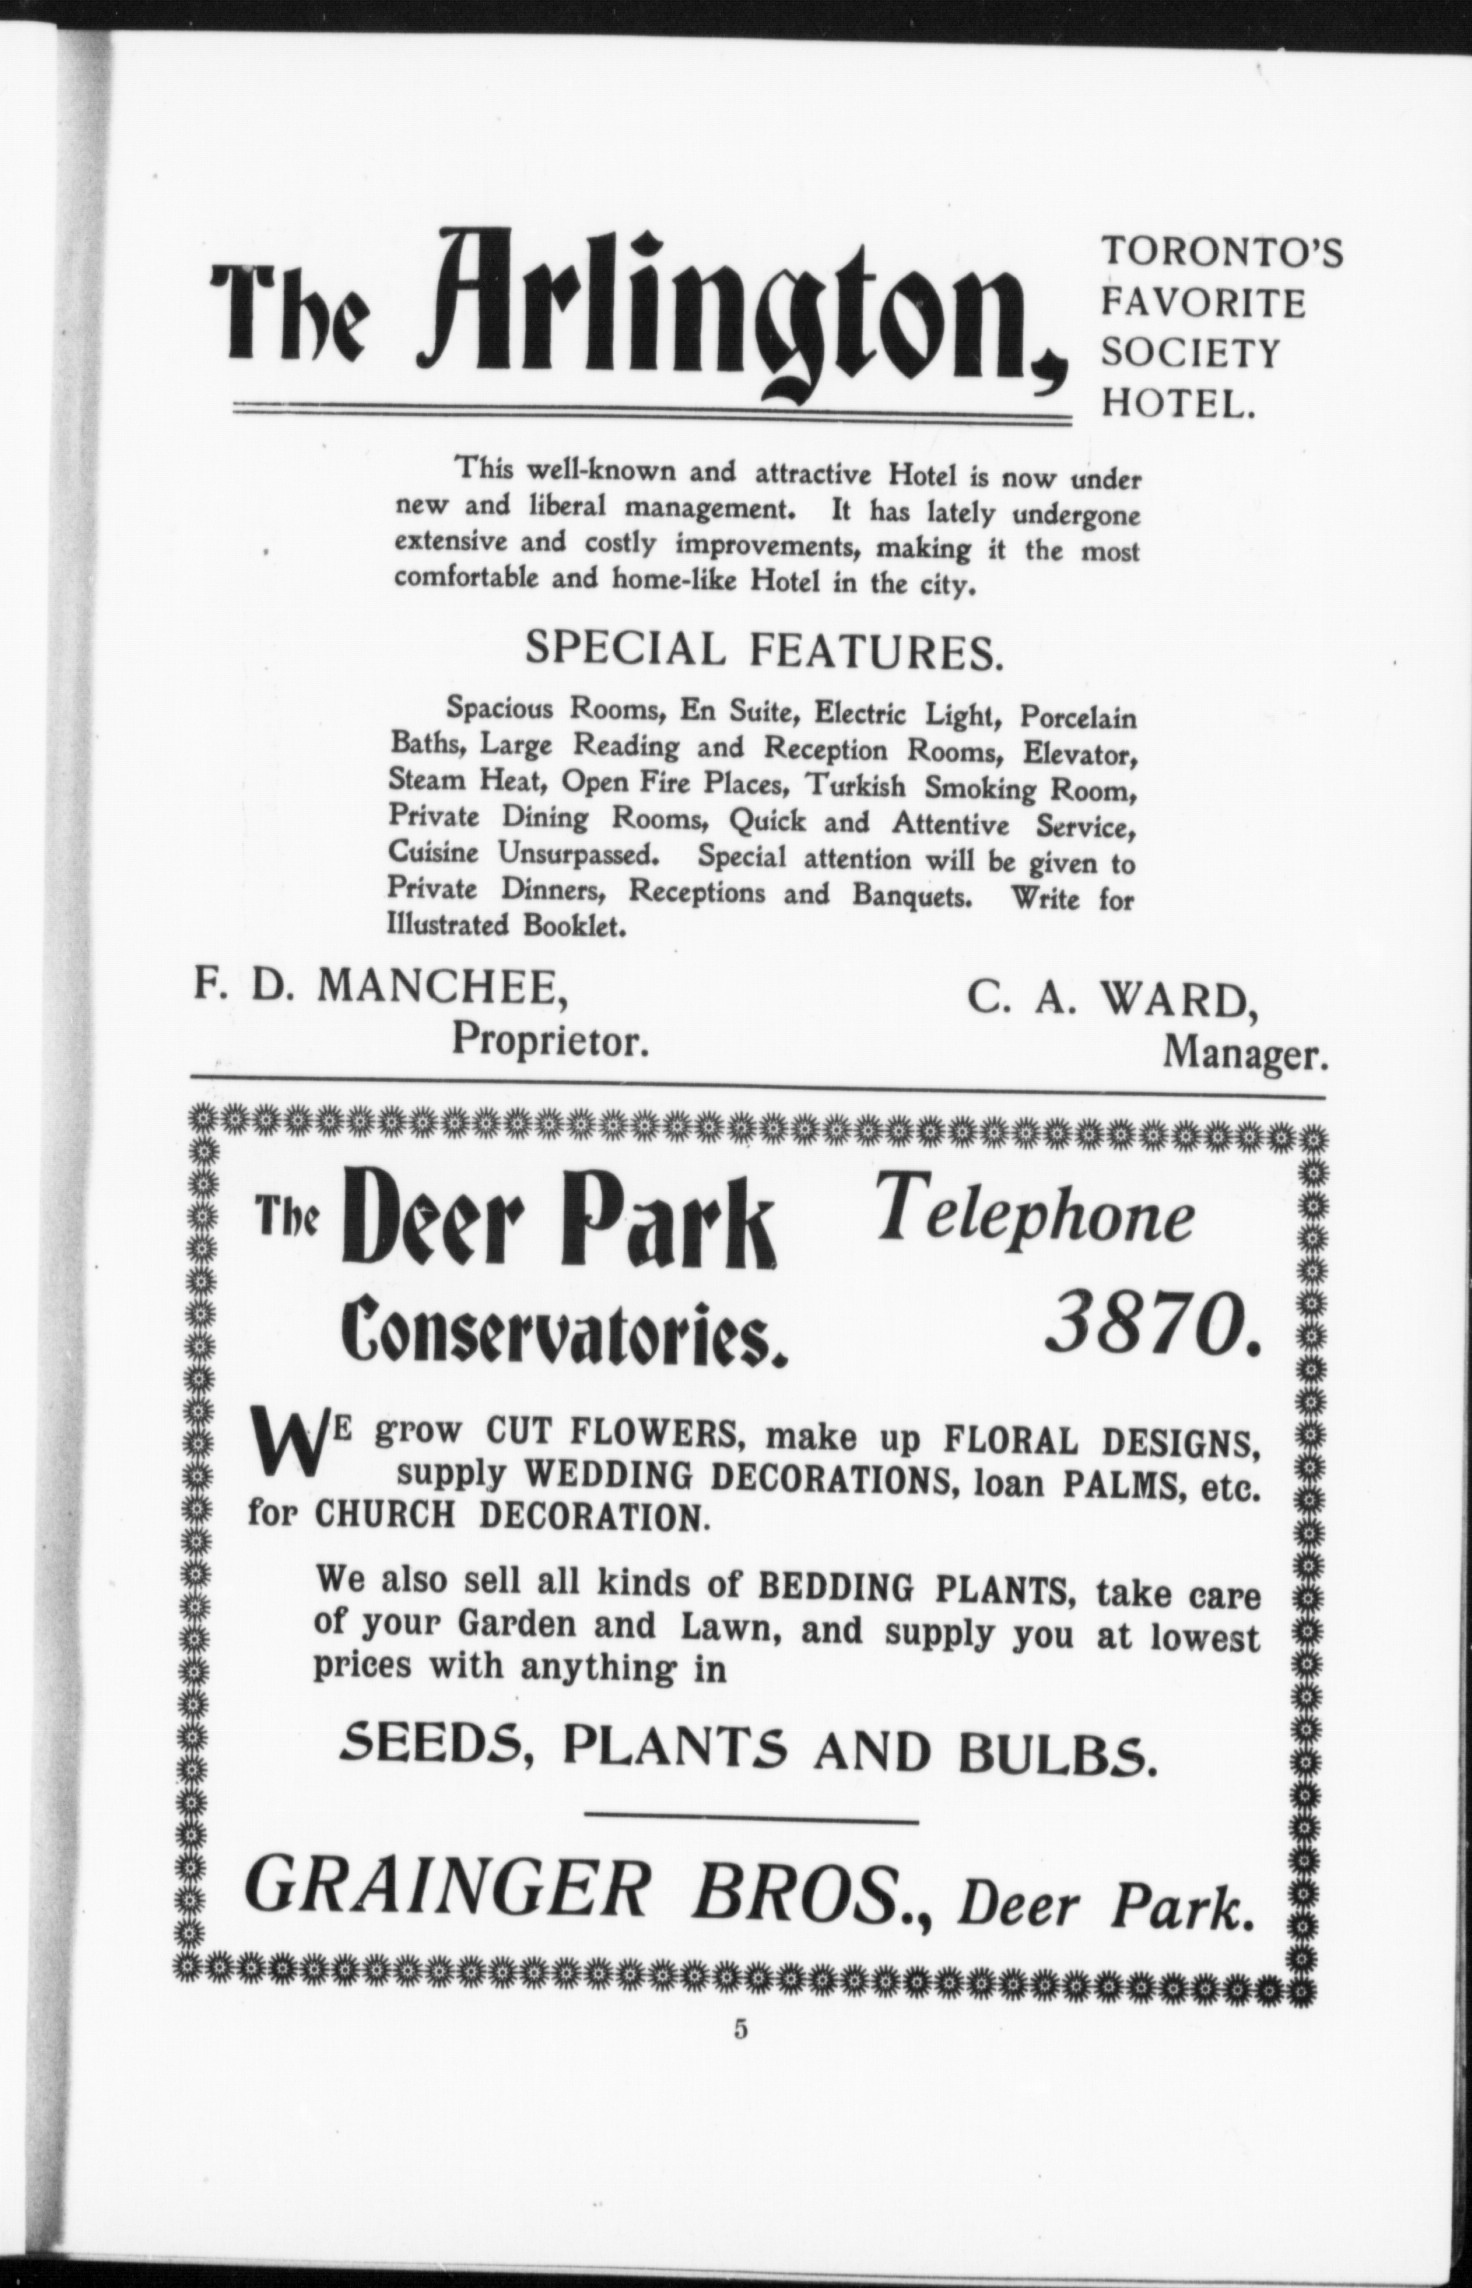 The Arlington,
TORONTO'S
FAVORITE
SOCIETY
HOTEL.
This well-known and attractive Hotel is now under
new and liberal management. It has lately undergone
extensive and costly improvements, making it the most
comfortable and home-like Hotel in the city.
SPECIAL FEATURES.
Spacious Rooms, En Suite, Electric Light, Porcelain
Baths, Large Reading and Reception Rooms, Elevator,
Steam Heat, Open Fire Places, Turkish Smoking Room,
Private Dining Rooms, Quick and Attentive Service,
Cuisine Unsurpassed. Special attention will be given to
Private Dinners, Receptions and Banquets. Write for
Illustrated Booklet.
F. D. MANCHEE,
Proprietor.
C. A. WARD,
Manager.
The Deer Park
Conservatories.
Telephone
3870.
WE grow CUT FLOWERS, make up FLORAL DESIGNS,
supply WEDDING DECORATIONS, loan PALMS, etc.
for CHURCH DECORATION.
We also sell all kinds of BEDDING PLANTS, take care
of your Garden and Lawn, and supply you at lowest
prices with anything in
SEEDS, PLANTS AND BULBS.
GRAINGER BROS., Deer Park.
5